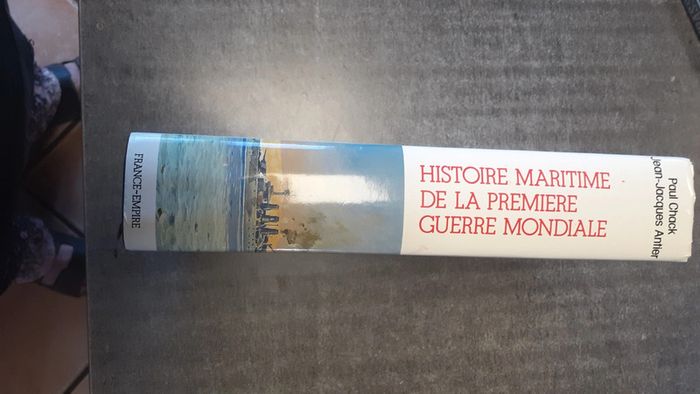 Paul Chack
Jean-Jacques Antier
HISTOIRE MARITIME
DE LA PREMIERE
GUERRE MONDIALE
FRANCE-EMPIRE